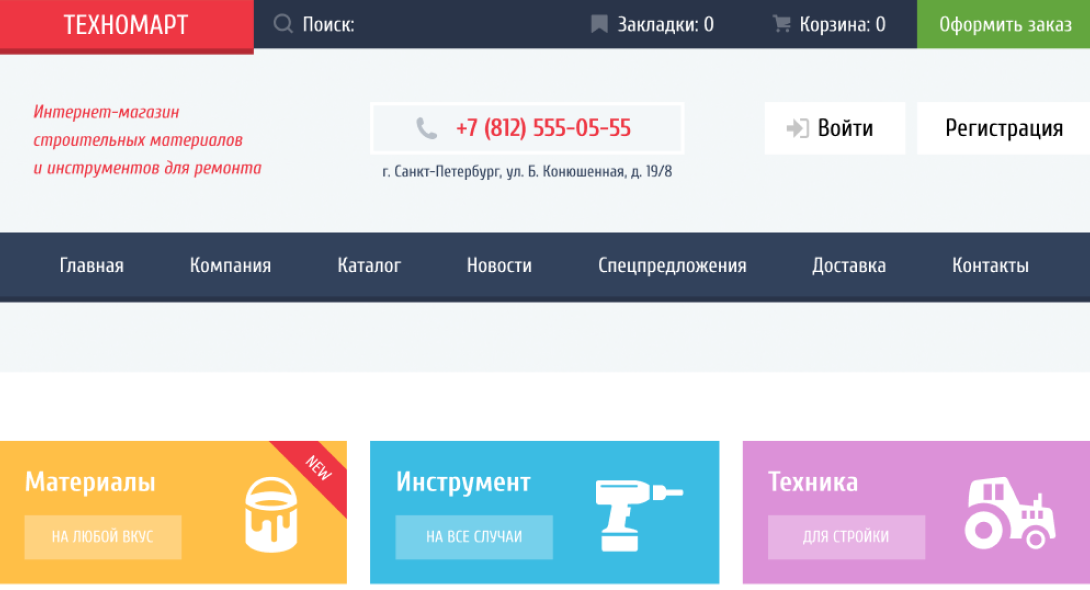 ТЕХНОМАРТ
Поиск:
Закладки: 0
Корзина: 0
Оформить заказ
Интернет-магазин
строительных материалов
и инструментов для ремонта
+7 (812) 555-05-55
г. Санкт-Петербург, ул. Б. Конюшенная, д. 19/8
Войти
Регистрация
Главная
Компания
Каталог
Новости
Спецпредложения
Доставка
Контакты
Материалы
НА ЛЮБОЙ ВКУС
NEW
Инструмент
НА ВСЕ СЛУЧАИ
Техника
ДЛЯ СТРОЙКИ